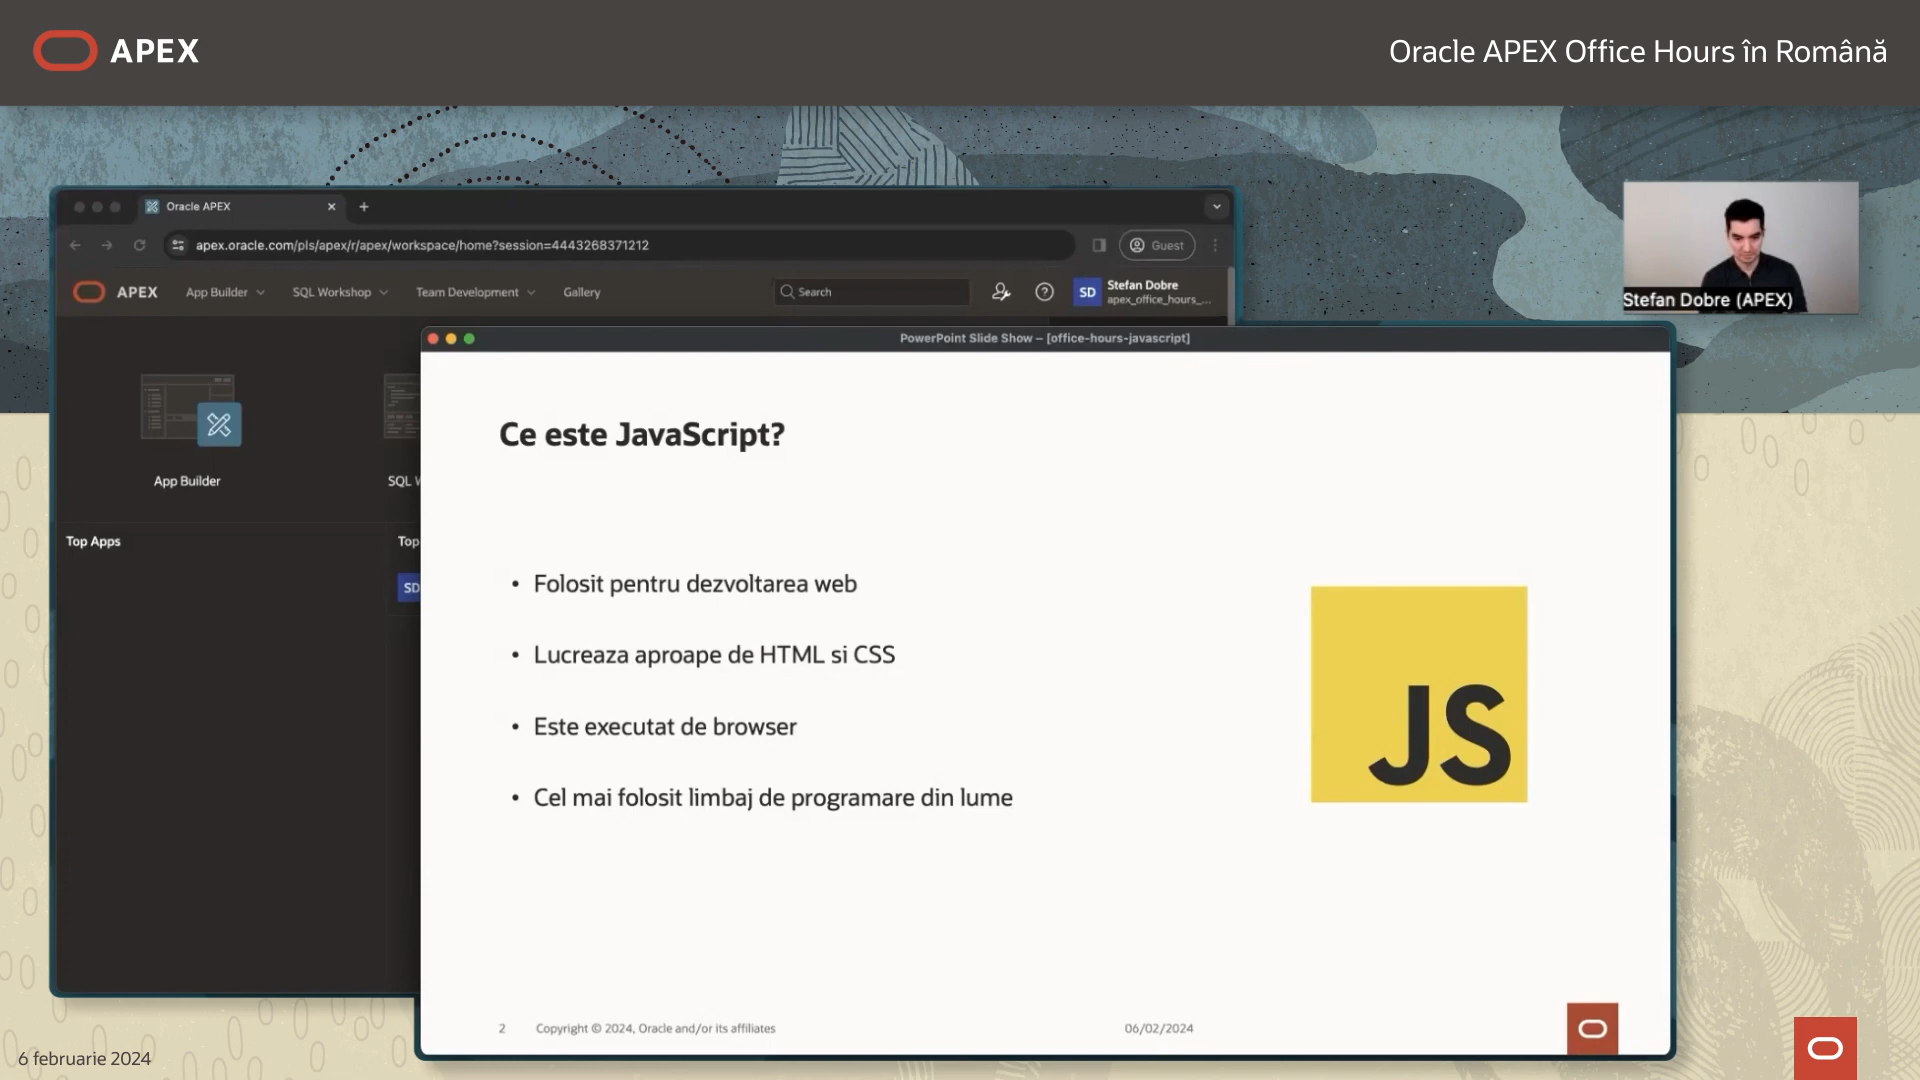 APEX
Oracle APEX Office Hours în Română
Oracle APEX
apex.oracle.com/pls/apex/r/apex/workspace/home?session=4443268371212
Guest
APEX
App Builder
SQL Workshop
Team Development
Gallery
Search
SD
Stefan Dobre
apex_office_hours_...
Stefan Dobre (APEX)
PowerPoint Slide Show – [office-hours-javascript]
App Builder
SQL W
Top Apps
Top
SD
Ce este JavaScript?
• Folosit pentru dezvoltarea web
• Lucreaza aproape de HTML si CSS
• Este executat de browser
• Cel mai folosit limbaj de programare din lume
JS
2
Copyright © 2024, Oracle and/or its affiliates
06/02/2024
6 februarie 2024